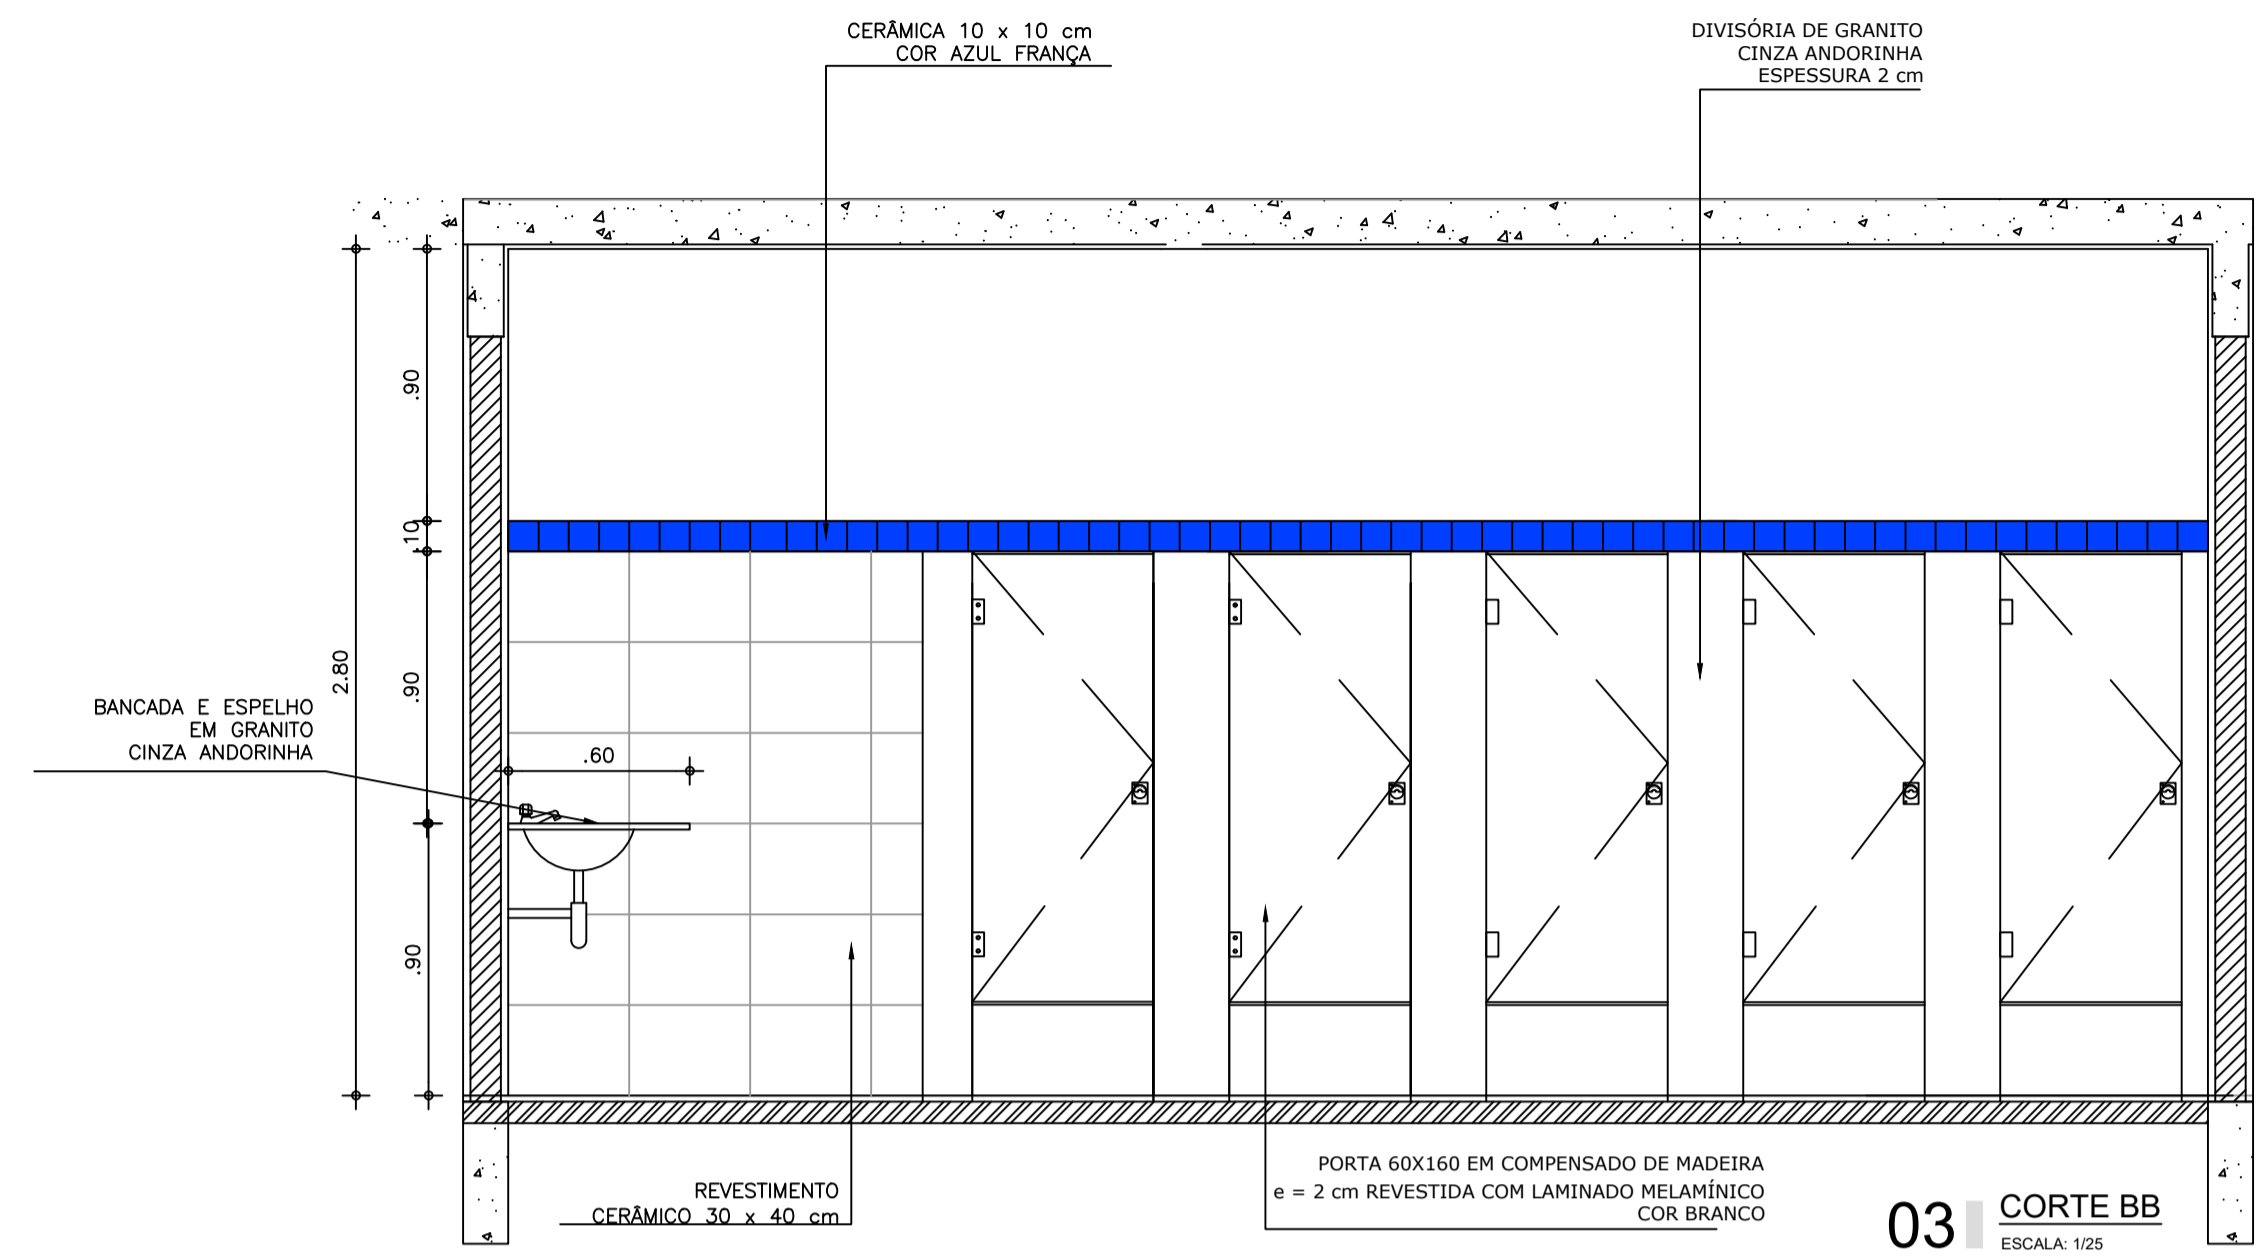 CERÂMICA 10 x 10 cm
COR AZUL FRANÇA
DIVISÓRIA DE GRANITO
CINZA ANDORINHA
ESPESSURA 2 cm
.90
.10
2.80
.90
BANCADA E ESPELHO
EM GRANITO
CINZA ANDORINHA
.60
.90
REVESTIMENTO
CERÂMICO 30 x 40 cm
PORTA 60X160 EM COMPENSADO DE MADEIRA
e = 2 cm REVESTIDA COM LAMINADO MELAMÍNICO
COR BRANCO
03
CORTE BB
ESCALA: 1/25